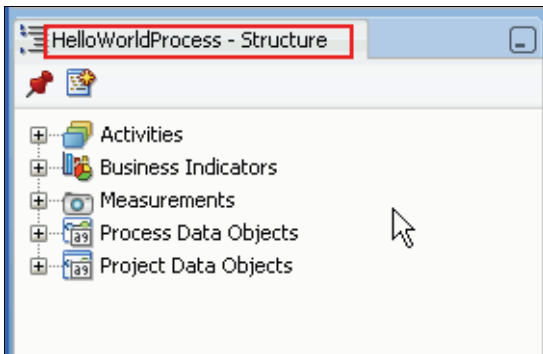 HelloWorldProcess - Structure
Activities
Business Indicators
Measurements
Process Data Objects
Project Data Objects